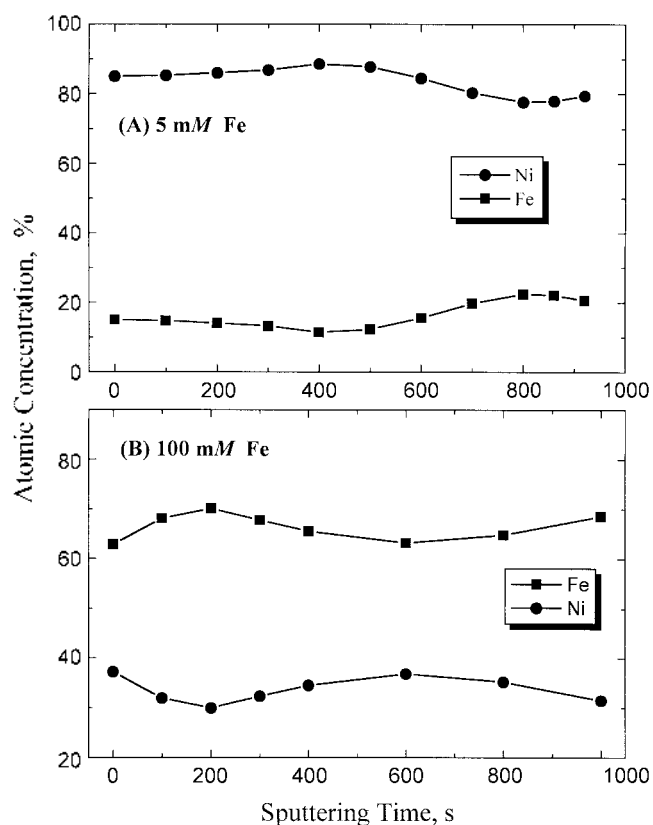 100
80
60
40
20
0
(A) 5 mM Fe
Ni
Fe
0 200 400 600 800 1000
Atomic Concentration, %
80
60
40
20
(B) 100 mM Fe
Fe
Ni
0 200 400 600 800 1000
Sputtering Time, s